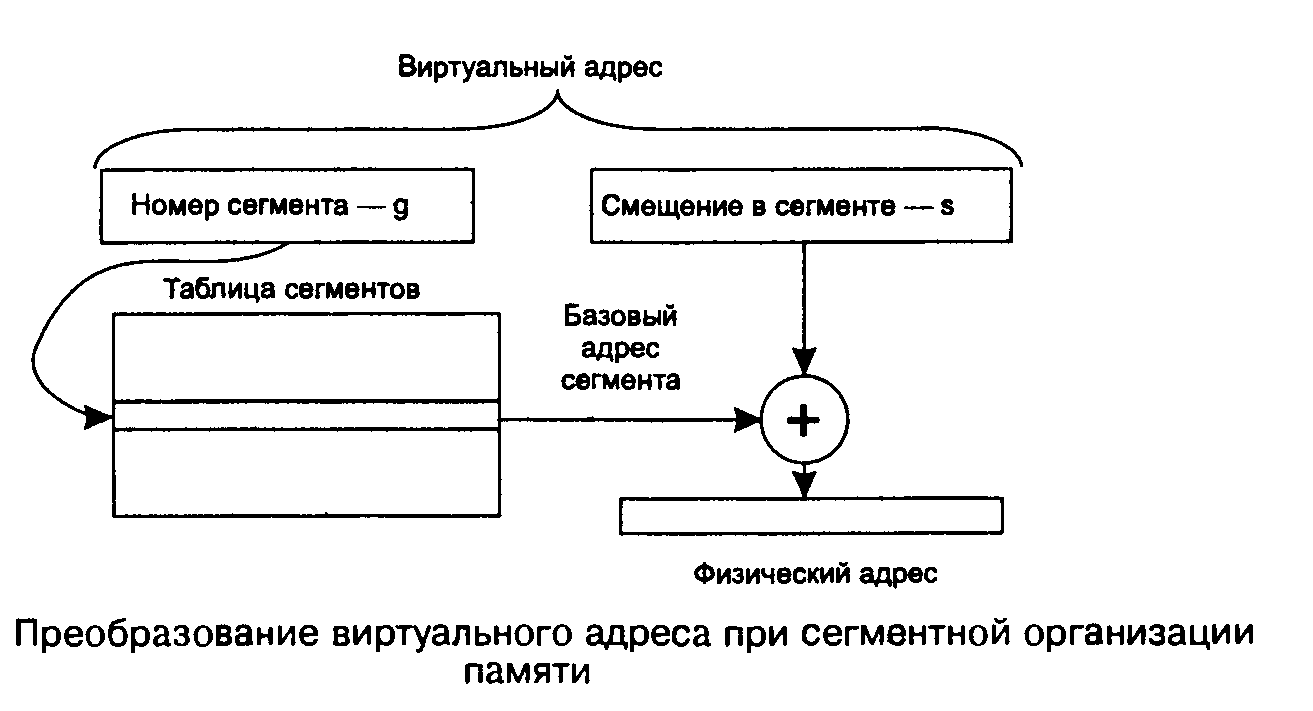 Виртуальный адрес
Номер сегмента — g
Смещение в сегменте — s
Таблица сегментов
Базовый
адрес
сегмента
+
Физический адрес
Преобразование виртуального адреса при сегментной организации
памяти